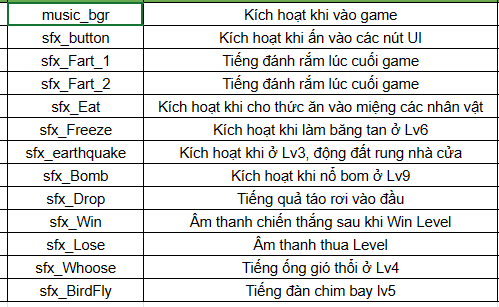 music_bgr Kích hoạt khi vào game
sfx_button Kích hoạt khi ấn vào các nút UI
sfx_Fart_1 Tiếng đánh rắm lúc cuối game
sfx_Fart_2 Tiếng đánh rắm lúc cuối game
sfx_Eat Kích hoạt khi cho thức ăn vào miệng các nhân vật
sfx_Freeze Kích hoạt khi làm băng tan ở Lv6
sfx_earthquake Kích hoạt khi ở Lv3, động đất rung nhà cửa
sfx_Bomb Kích hoạt khi nổ bom ở Lv9
sfx_Drop Tiếng quả táo rơi vào đầu
sfx_Win Âm thanh chiến thắng sau khi Win Level
sfx_Lose Âm thanh thua Level
sfx_Whoose Tiếng ống gió thổi ở Lv4
sfx_BirdFly Tiếng đàn chim bay lv5